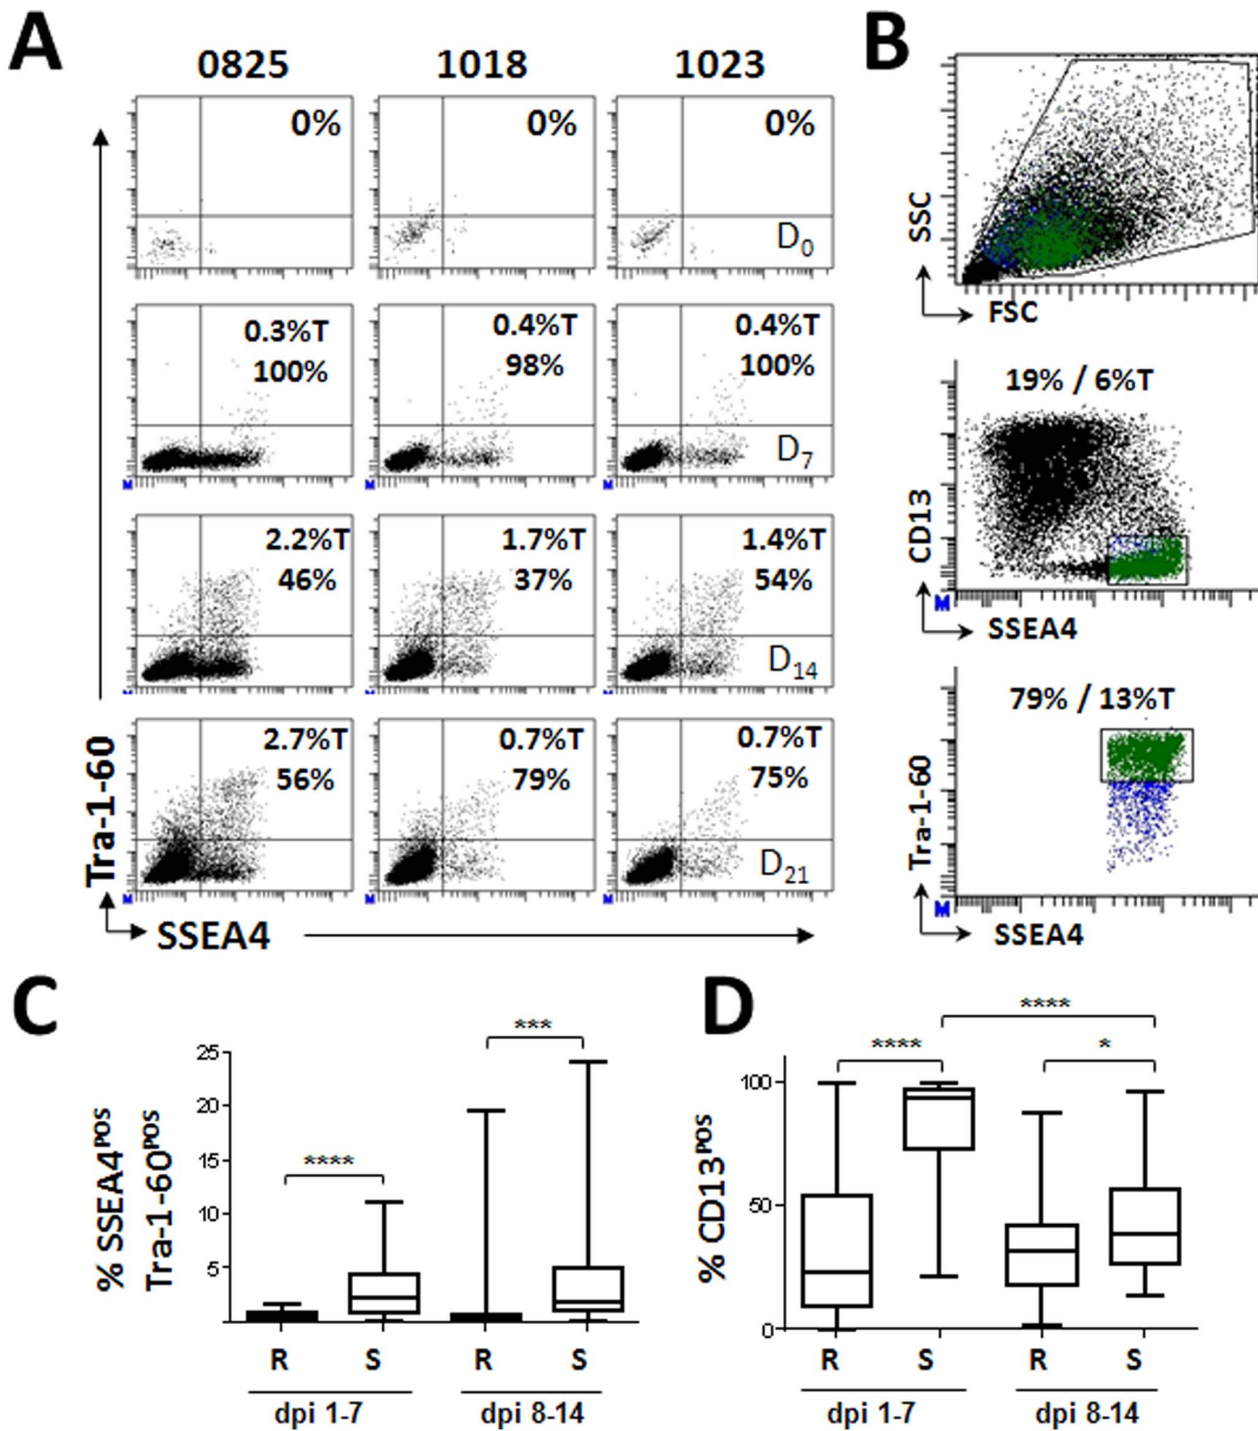 A
0825 1018 1023
0% 0% 0%
D0
0.3%T 0.4%T 0.4%T
100% 98% 100%
D7
M M M
2.2%T 1.7%T 1.4%T
46% 37% 54%
D14
M M M
2.7%T 0.7%T 0.7%T
56% 79% 75%
D21
M M M
Tra-1-60
SSEA4
B
SSC
FSC
19% / 6%T
CD13
M
SSEA4
79% / 13%T
Tra-1-60
M
SSEA4
C
% SSEA4POS
Tra-1-60POS
25
20
15
10
5
****
***
R S R S
dpi 1-7 dpi 8-14
D
% CD13POS
100
50
0
****
****
*
R S R S
dpi 1-7 dpi 8-14